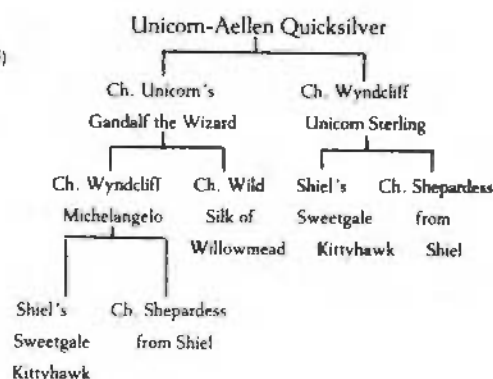 Unicorn-Aellen Quicksilver
Ch. Unicorn's
Gandalf the Wizard
Ch. Wyndcliff
Unicorn Sterling
Ch. Wyndcliff
Michelangelo
Ch. Wild
Silk of
Willowmead
Shiel's
Sweetgale
Kittyhawk
Ch. Shepardess
from
Shiel
Shiel's
Sweetgale
Kittyhawk
Ch. Shepardess
from Shiel